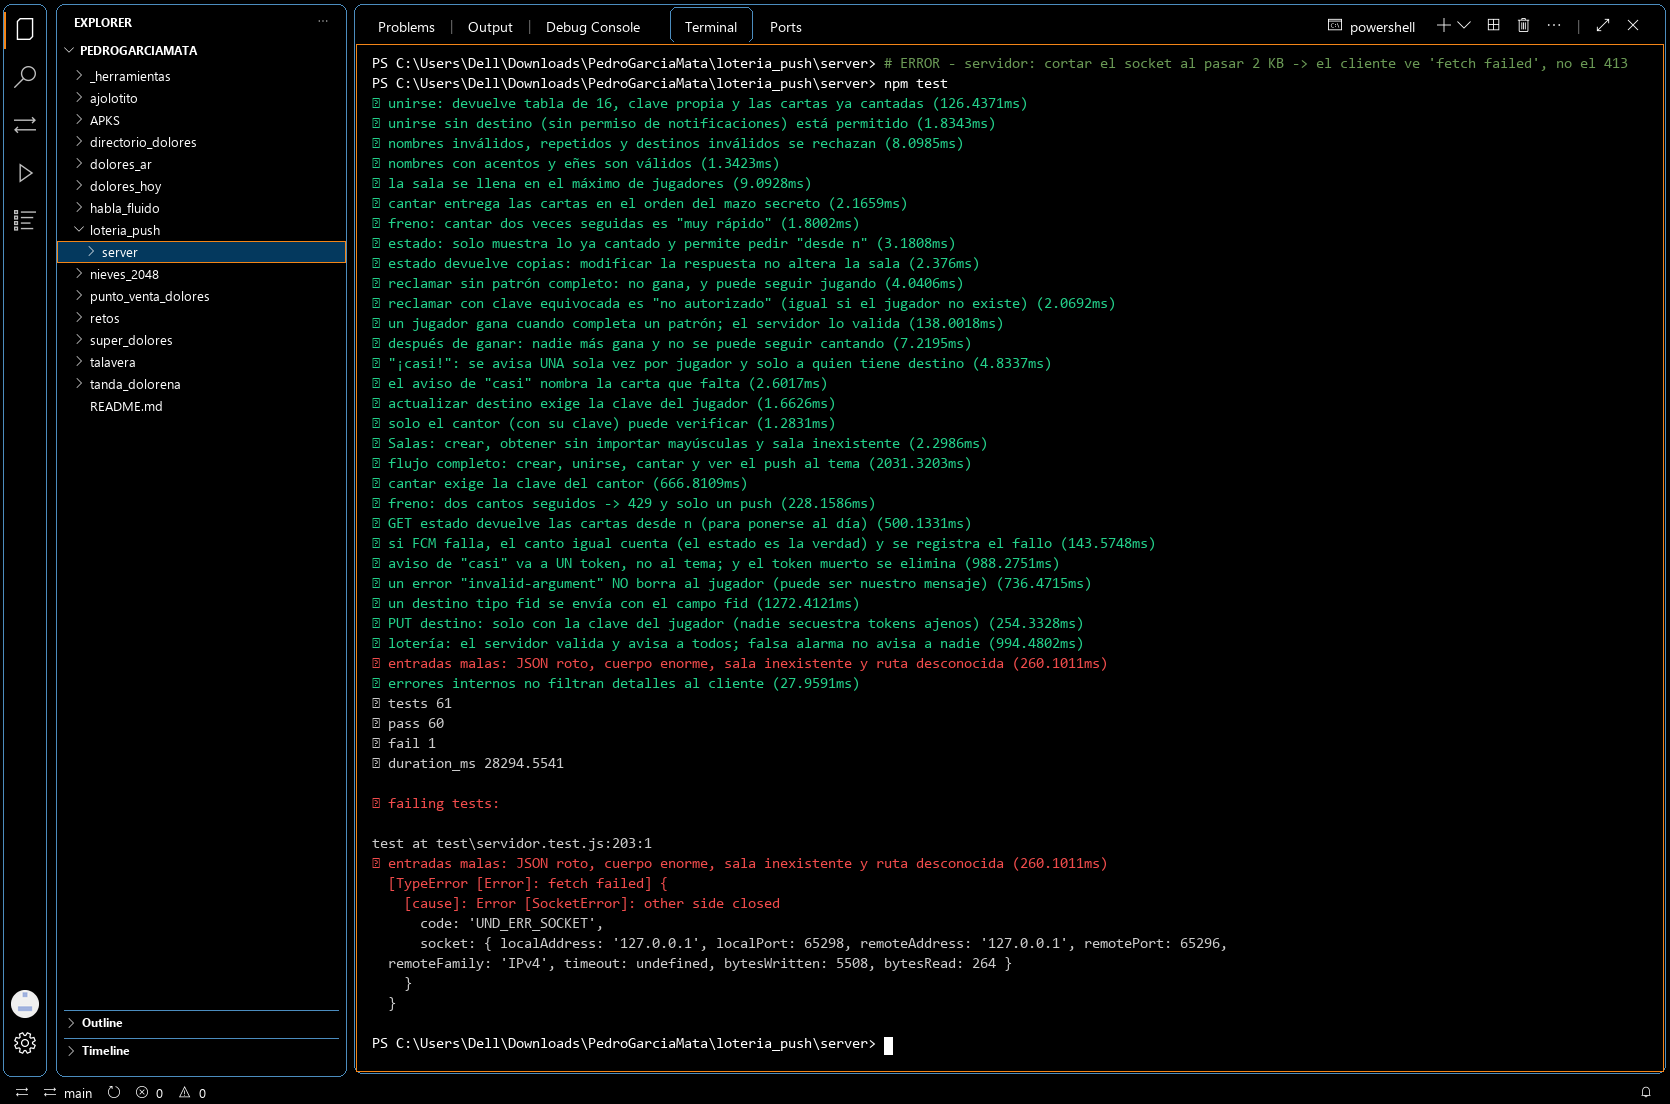 EXPLORER
PEDROGARCIAMATA
_herramientas
ajolotito
APKS
directorio_dolores
dolores_ar
dolores_hoy
habla_fluido
loteria_push
server
nieves_2048
punto_venta_dolores
retos
super_dolores
talavera
tanda_dolorena
README.md
Outline
Timeline
Problems | Output | Debug Console Terminal Ports
powershell
PS C:\Users\Dell\Downloads\PedroGarciaMata\loteria_push\server> # ERROR - servidor: cortar el socket al pasar 2 KB -> el cliente ve 'fetch failed', no el 413
PS C:\Users\Dell\Downloads\PedroGarciaMata\loteria_push\server> npm test
unirse: devuelve tabla de 16, clave propia y las cartas ya cantadas (126.4371ms)
unirse sin destino (sin permiso de notificaciones) está permitido (1.8343ms)
nombres inválidos, repetidos y destinos inválidos se rechazan (8.0985ms)
nombres con acentos y eñes son válidos (1.3423ms)
la sala se llena en el máximo de jugadores (9.0928ms)
cantar entrega las cartas en el orden del mazo secreto (2.1659ms)
freno: cantar dos veces seguidas es "muy rápido" (1.8002ms)
estado: solo muestra lo ya cantado y permite pedir "desde n" (3.1808ms)
estado devuelve copias: modificar la respuesta no altera la sala (2.376ms)
reclamar sin patrón completo: no gana, y puede seguir jugando (4.0406ms)
reclamar con clave equivocada es "no autorizado" (igual si el jugador no existe) (2.0692ms)
un jugador gana cuando completa un patrón; el servidor lo valida (138.0018ms)
después de ganar: nadie más gana y no se puede seguir cantando (7.2195ms)
"¡casi!": se avisa UNA sola vez por jugador y solo a quien tiene destino (4.8337ms)
el aviso de "casi" nombra la carta que falta (2.6017ms)
actualizar destino exige la clave del jugador (1.6626ms)
solo el cantor (con su clave) puede verificar (1.2831ms)
Salas: crear, obtener sin importar mayúsculas y sala inexistente (2.2986ms)
flujo completo: crear, unirse, cantar y ver el push al tema (2031.3203ms)
cantar exige la clave del cantor (666.8109ms)
freno: dos cantos seguidos -> 429 y solo un push (228.1586ms)
GET estado devuelve las cartas desde n (para ponerse al día) (500.1331ms)
si FCM falla, el canto igual cuenta (el estado es la verdad) y se registra el fallo (143.5748ms)
aviso de "casi" va a UN token, no al tema; y el token muerto se elimina (988.2751ms)
un error "invalid-argument" NO borra al jugador (puede ser nuestro mensaje) (736.4715ms)
un destino tipo fid se envía con el campo fid (1272.4121ms)
PUT destino: solo con la clave del jugador (nadie secuestra tokens ajenos) (254.3328ms)
lotería: el servidor valida y avisa a todos; falsa alarma no avisa a nadie (994.4802ms)
entradas malas: JSON roto, cuerpo enorme, sala inexistente y ruta desconocida (260.1011ms)
errores internos no filtran detalles al cliente (27.9591ms)
tests 61
pass 60
fail 1
duration_ms 28294.5541
failing tests:
test at test\servidor.test.js:203:1
entradas malas: JSON roto, cuerpo enorme, sala inexistente y ruta desconocida (260.1011ms)
[TypeError [Error]: fetch failed] {
[cause]: Error [SocketError]: other side closed
code: 'UND_ERR_SOCKET',
socket: { localAddress: '127.0.0.1', localPort: 65298, remoteAddress: '127.0.0.1', remotePort: 65296,
remoteFamily: 'IPv4', timeout: undefined, bytesWritten: 5508, bytesRead: 264 }
}
}
PS C:\Users\Dell\Downloads\PedroGarciaMata\loteria_push\server>
main 0 0